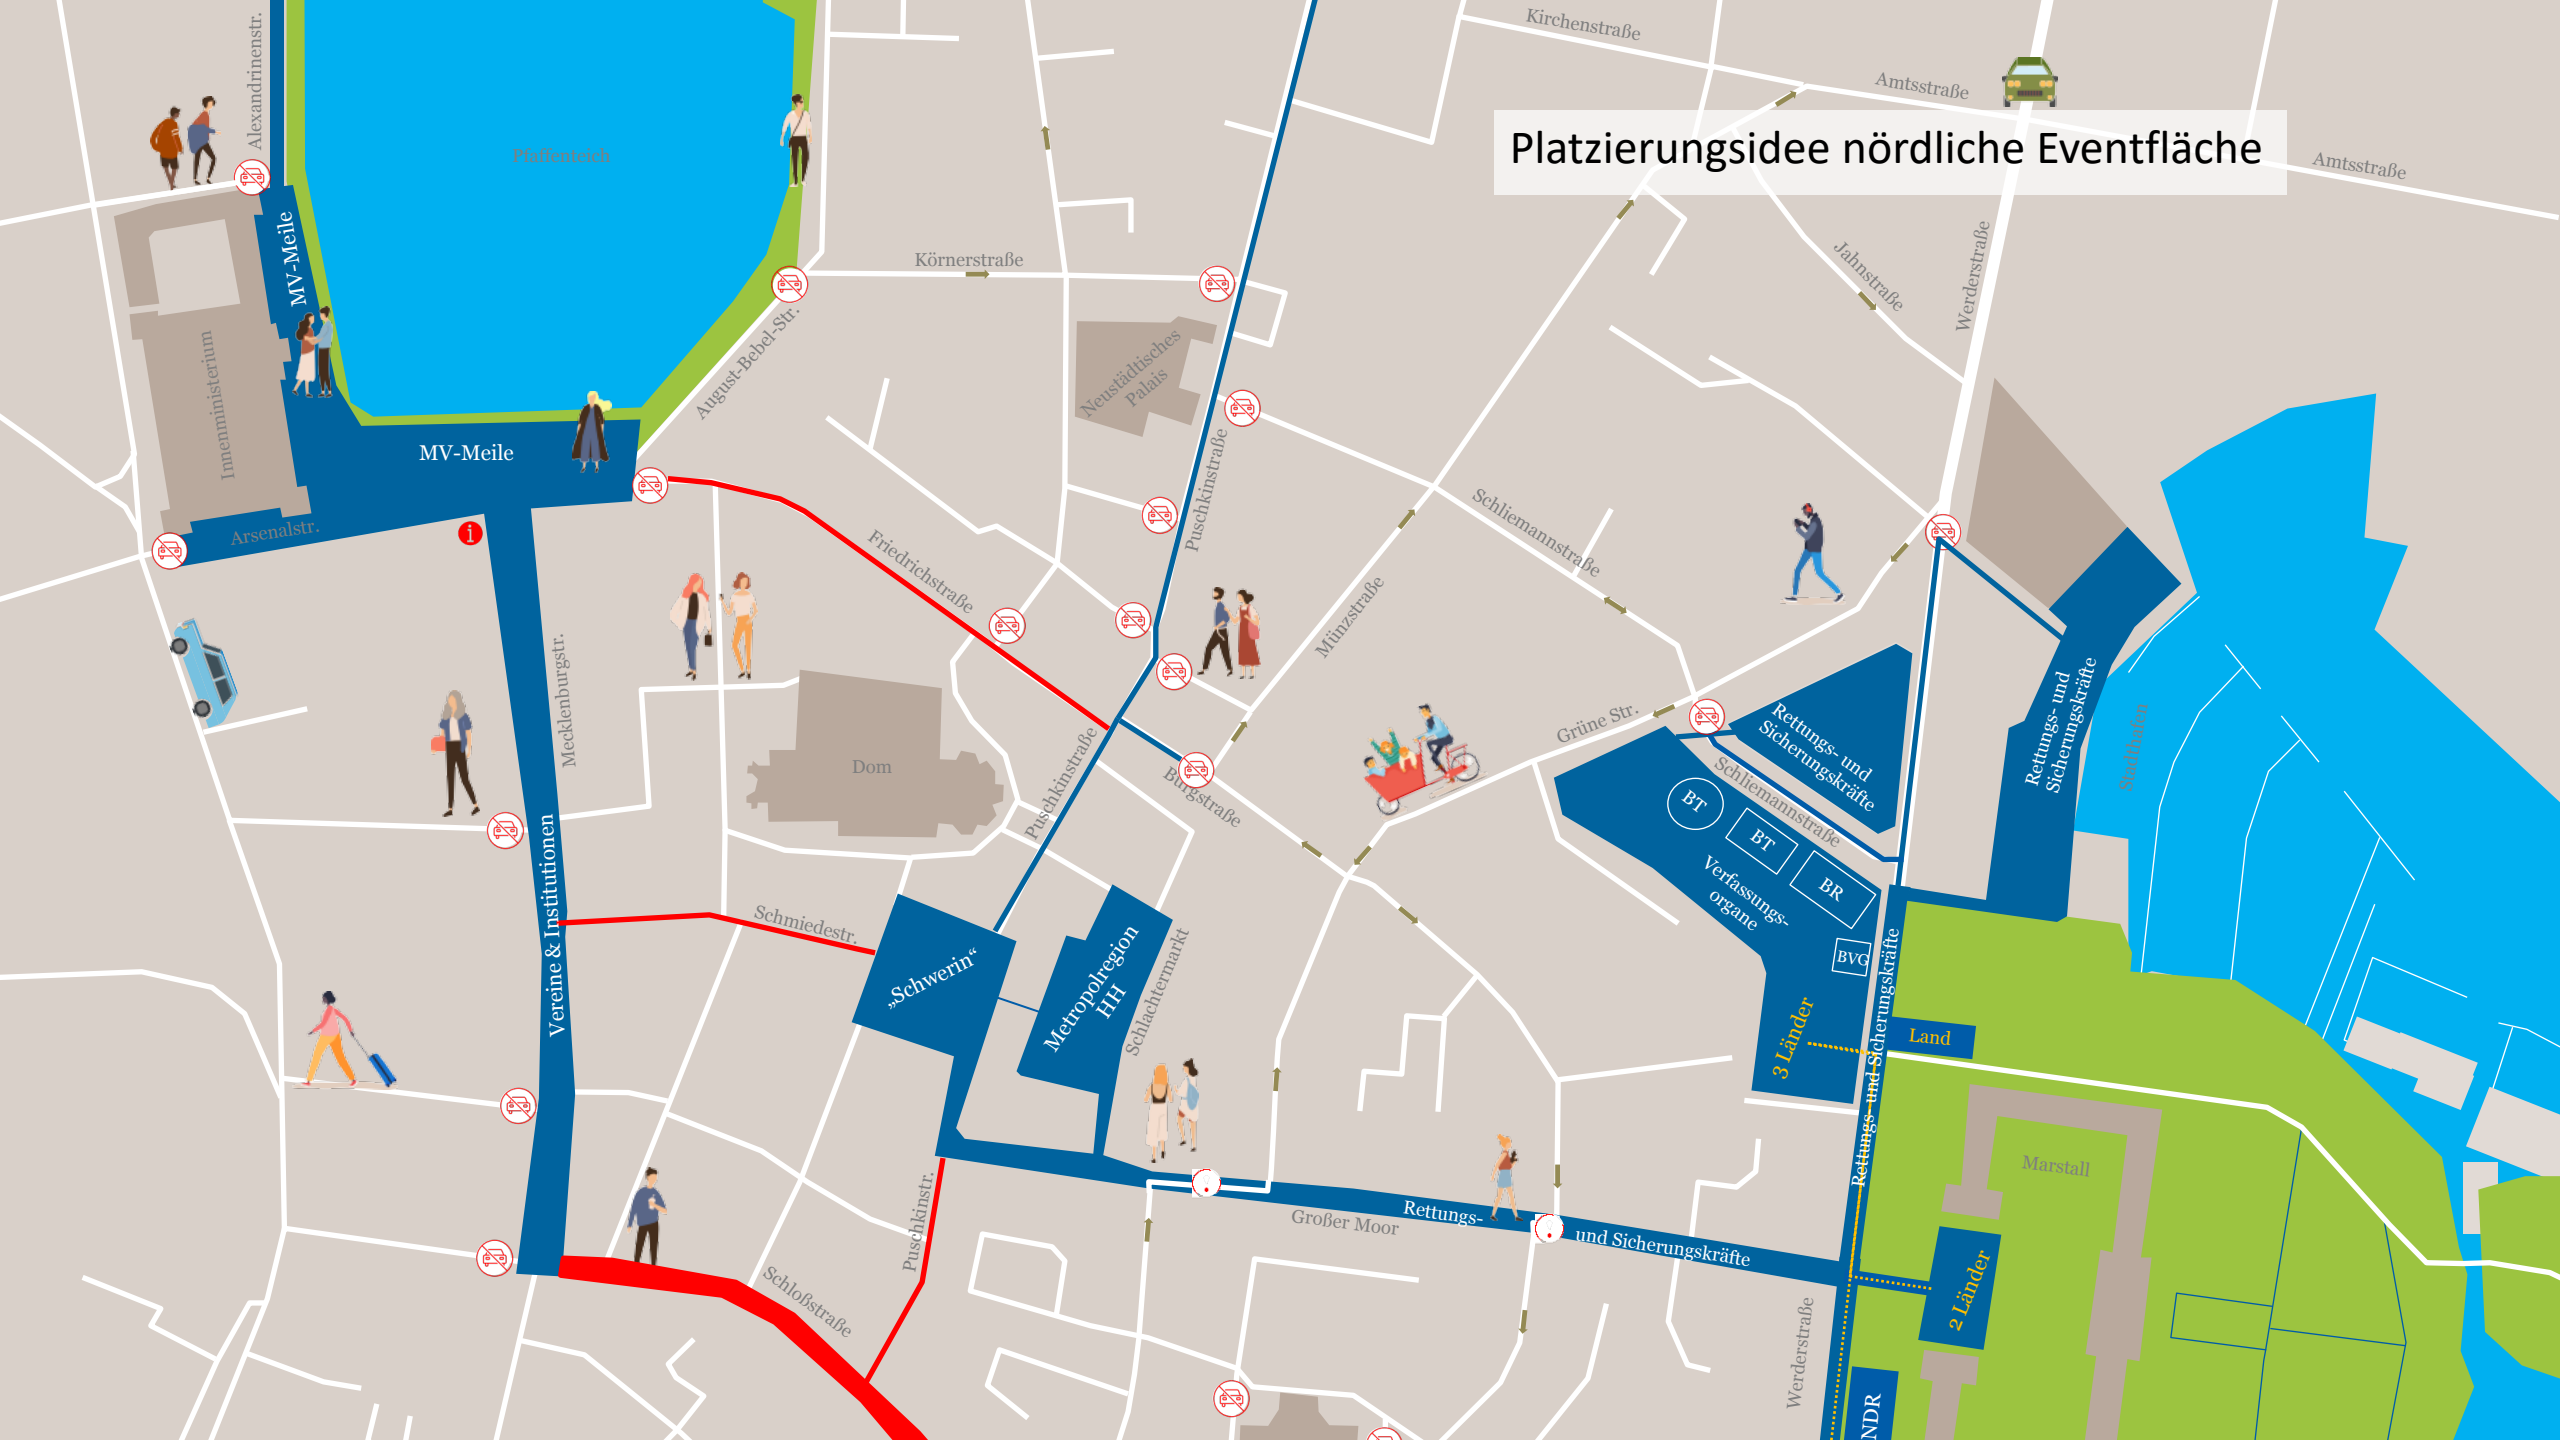 Platzierungsidee nördliche Eventfläche
Kirchenstraße
Amtsstraße
Amtsstraße
Alexandrinenstr.
Pfaffenteich
MV-Meile
Körnerstraße
Jahnstraße
Werderstraße
Innenministerium
August-Bebel-Str.
Neustädtisches
Palais
MV-Meile
Puschkinstraße
Arsenalstr.
i
Friedrichstraße
Schliemannstraße
Münzstraße
Mecklenburgstr.
Dom
Puschkinstraße
Burgstraße
Grüne Str.
Rettungs- und
Sicherungskräfte
Schliemannstraße
Rettungs- und
Sicherungskräfte
Stadthafen
BT
BT
BR
Verfassungs-
organe
BVG
3 Länder
Land
Rettungs- und Sicherungskräfte
Vereine & Institutionen
Schmiedestr.
„Schwerin“
Metropolregion
HH
Schlachtermarkt
Marstall
Puschkinstr.
Großer Moor
Rettungs-
und Sicherungskräfte
Schloßstraße
Werderstraße
2 Länder
NDR